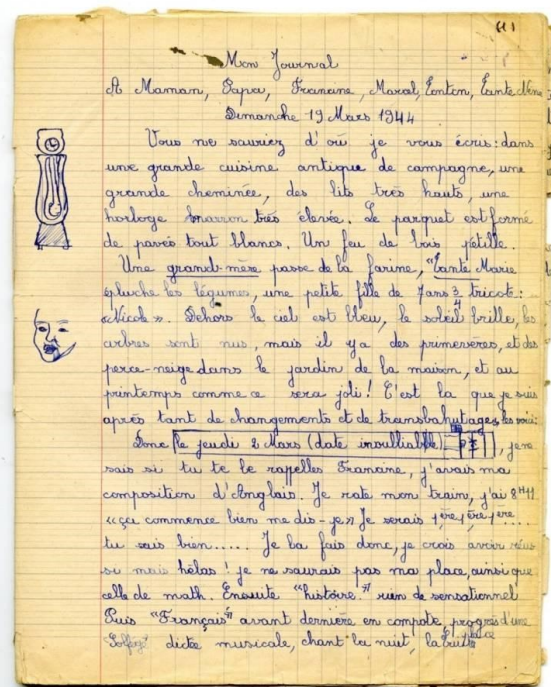 Mon Journal
A Maman, Papa, Francine, Maral, Tonton, Tante Néna
Dimanche 19 Mars 1944
Vous ne sauriez d'où je vous écris: dans
une grande cuisine antique de campagne, une
grande cheminée, des lits très hauts, une
horloge marron très élevée. Le parquet est formé
de pavés tout blancs. Un feu de bois pétille.
Une grand-mère passe de la farine, "Tante Marie
épluche les légumes, une petite fille de 7 ans 3/4 tricote:
«Nicole». Dehors le ciel est bleu, le soleil brille, les
arbres sont nus, mais il y a des primevères, et des
perce-neige dans le jardin de la maison, et au
printemps comme ce sera joli! C'est là que je suis
après tant de changements et de transbahutages les voici:
Donc le jeudi 2 Mars (date inoubliable), je ne
sais si tu te le rapelles Francine, j'avais ma
composition d'Anglais. Je rate mon train, j'ai 8H11
«ça commence bien me dis-je» Je serais 1ère, 1ère, 1ère....
tu sais bien..... Je la fais donc, je crois avoir réus
si mais hélas! je ne saurais pas ma place, ainsi que
celle de math. Ensuite "histoire" rien de sensationnel
Puis "Français" avant dernière en compote, progrès d'une place
"Solfège" dictée musicale, chant "la nuit,